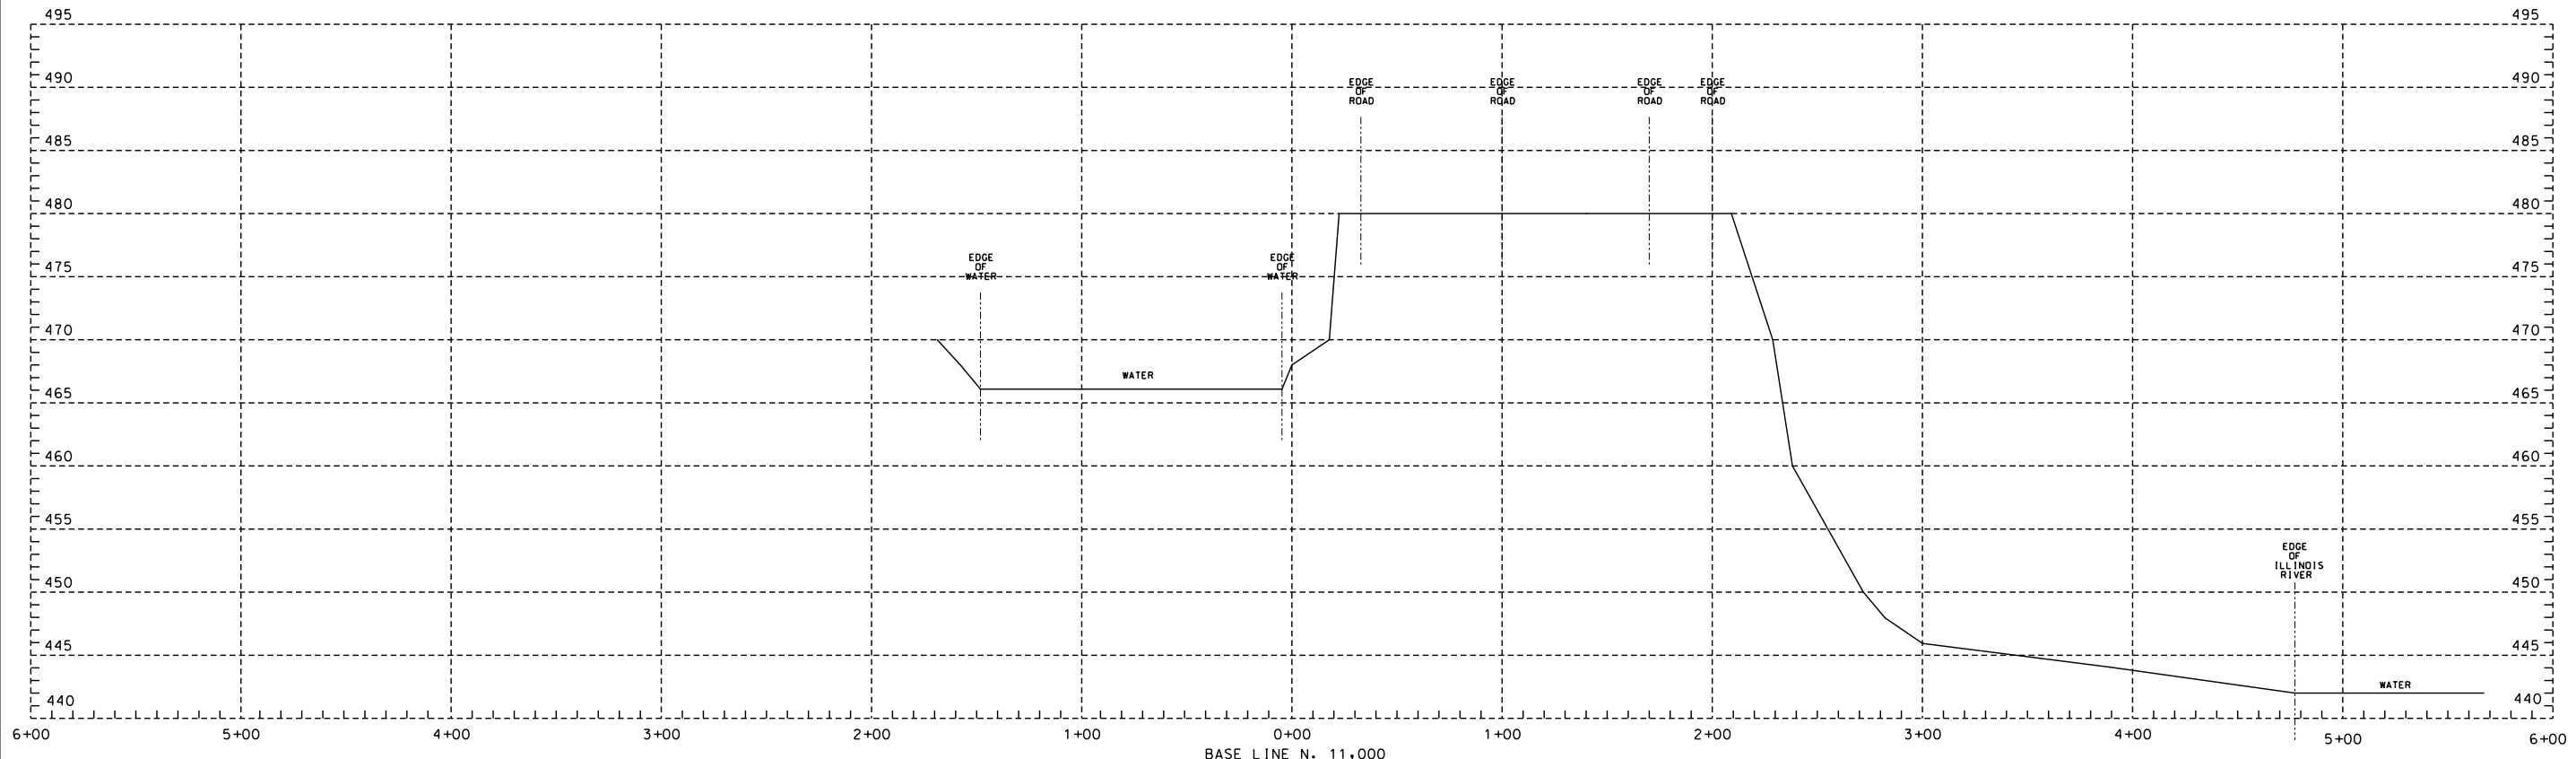 495 495
490 490
EDGE
OF
ROAD
EDGE
OF
ROAD
EDGE
OF
ROAD
EDGE
OF
ROAD
485 485
480 480
475 475
EDGE
OF
WATER
EDGE
OF
WATER
470 470
WATER
465 465
460 460
455 455
EDGE
OF
ILLINOIS
RIVER
450 450
445 445
WATER
440 440
6+00 5+00 4+00 3+00 2+00 1+00 0+00 1+00 2+00 3+00 4+00 5+00 6+00
BASE LINE N. 11,000